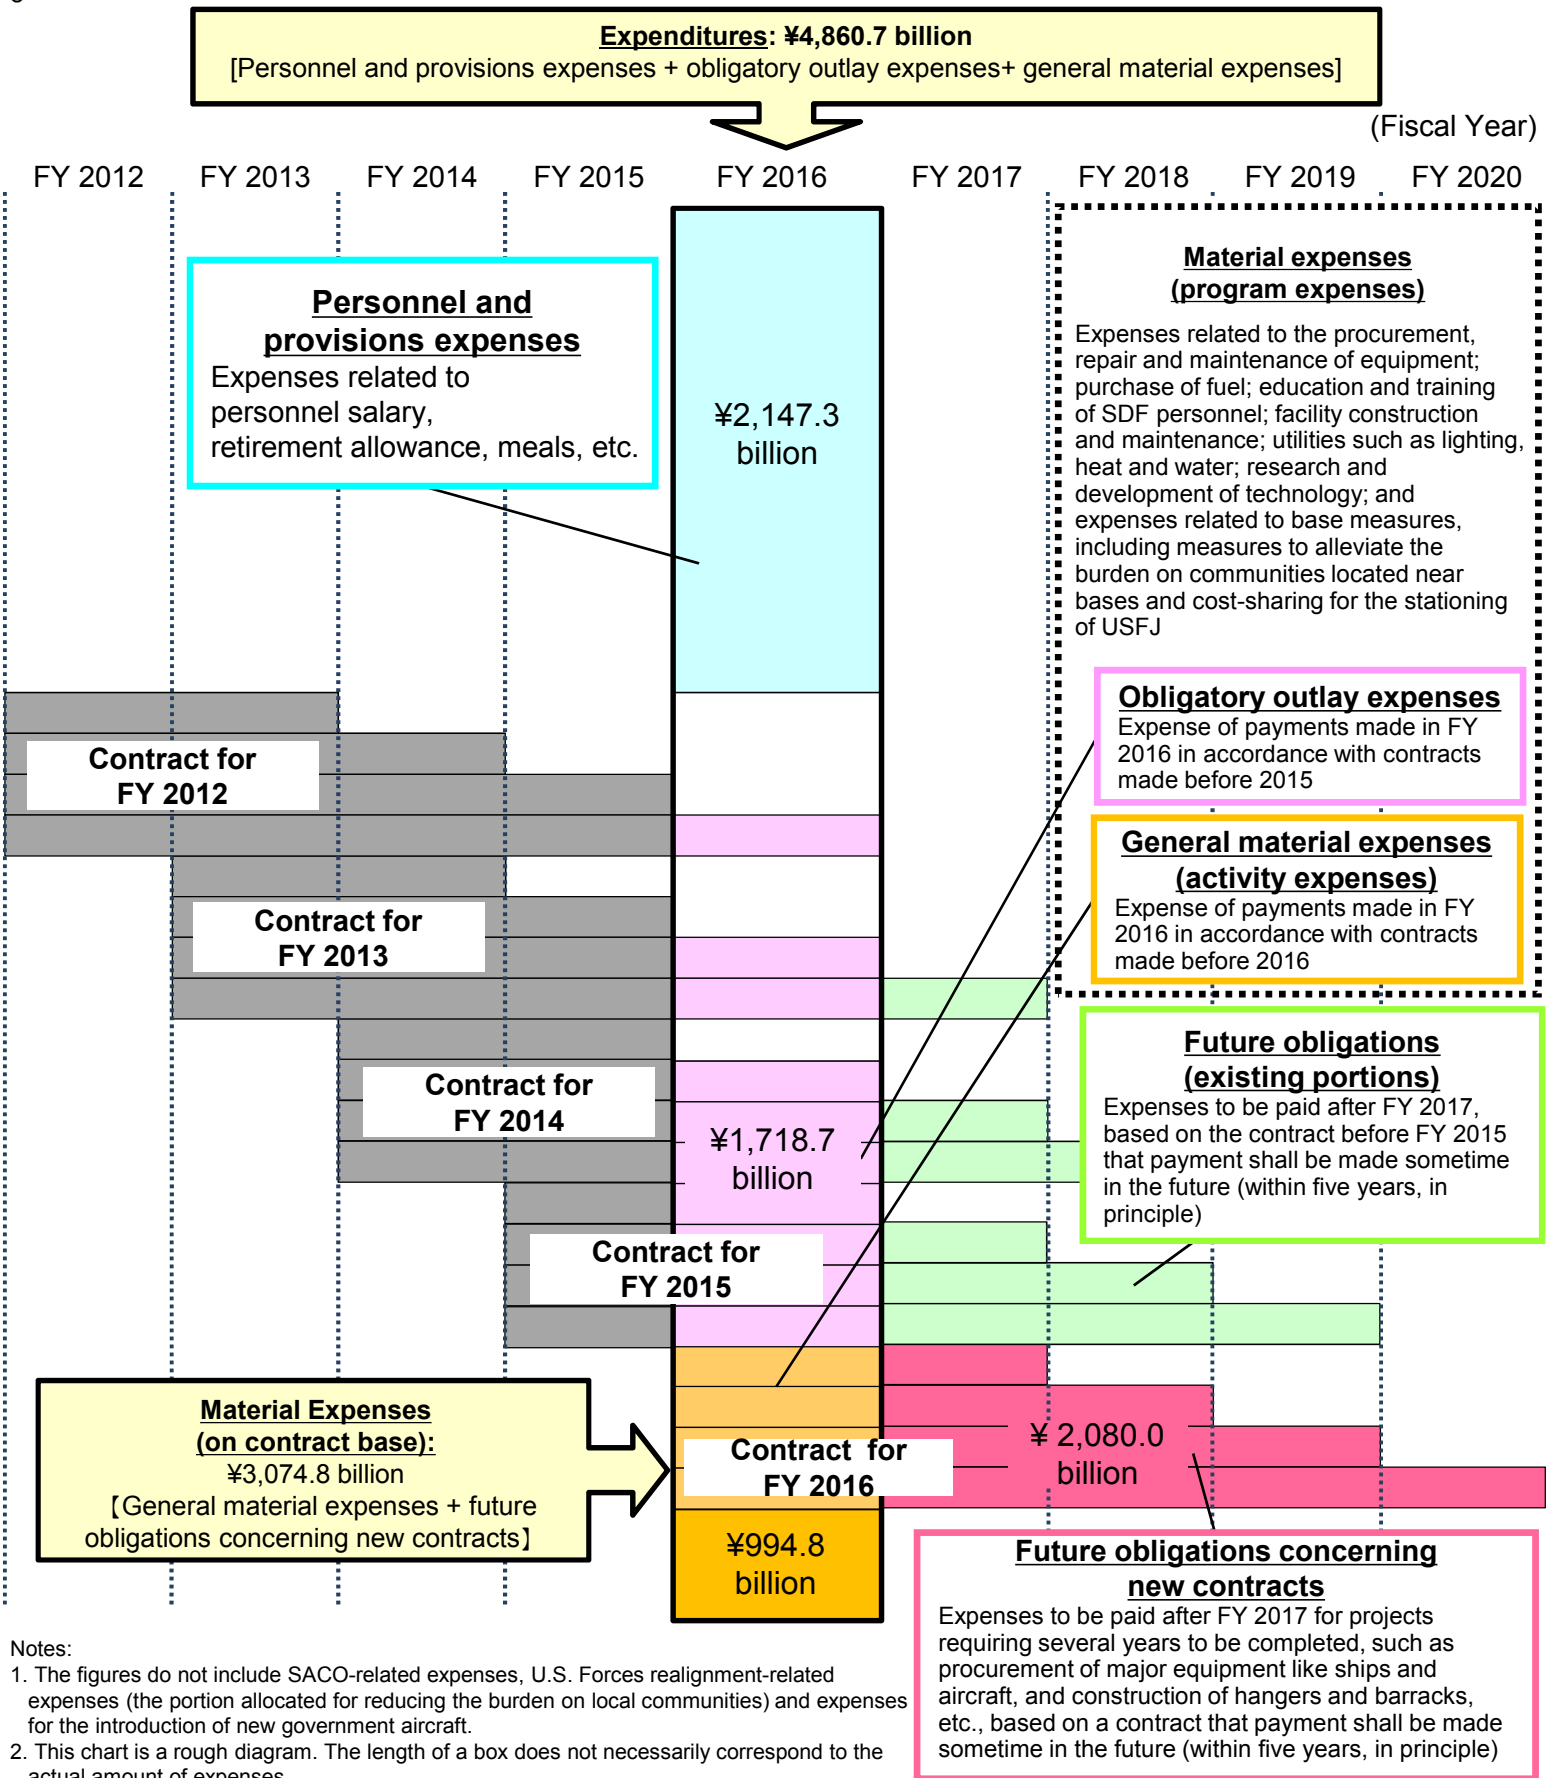 Expenditures: ¥4,860.7 billion
[Personnel and provisions expenses + obligatory outlay expenses+ general material expenses]
(Fiscal Year)
FY 2012 FY 2013 FY 2014 FY 2015 FY 2016 FY 2017 FY 2018 FY 2019 FY 2020
Personnel and
provisions expenses
Expenses related to
personnel salary,
retirement allowance, meals, etc.
¥2,147.3
billion
Material expenses
(program expenses)
Expenses related to the procurement,
repair and maintenance of equipment;
purchase of fuel; education and training
of SDF personnel; facility construction
and maintenance; utilities such as lighting,
heat and water; research and
development of technology; and
expenses related to base measures,
including measures to alleviate the
burden on communities located near
bases and cost-sharing for the stationing
of USFJ
Obligatory outlay expenses
Expense of payments made in FY
2016 in accordance with contracts
made before 2015
General material expenses
(activity expenses)
Expense of payments made in FY
2016 in accordance with contracts
made before 2016
Contract for
FY 2012
Contract for
FY 2013
Contract for
FY 2014
¥1,718.7
billion
Future obligations
(existing portions)
Expenses to be paid after FY 2017,
based on the contract before FY 2015
that payment shall be made sometime
in the future (within five years, in
principle)
Contract for
FY 2015
Material Expenses
(on contract base):
¥3,074.8 billion
【General material expenses + future
obligations concerning new contracts】
Contract for
FY 2016
¥ 2,080.0
billion
¥994.8
billion
Future obligations concerning
new contracts
Expenses to be paid after FY 2017 for projects
requiring several years to be completed, such as
procurement of major equipment like ships and
aircraft, and construction of hangers and barracks,
etc., based on a contract that payment shall be made
sometime in the future (within five years, in principle)
Notes:
1. The figures do not include SACO-related expenses, U.S. Forces realignment-related
expenses (the portion allocated for reducing the burden on local communities) and expenses
for the introduction of new government aircraft.
2. This chart is a rough diagram. The length of a box does not necessarily correspond to the
actual amount of expenses.